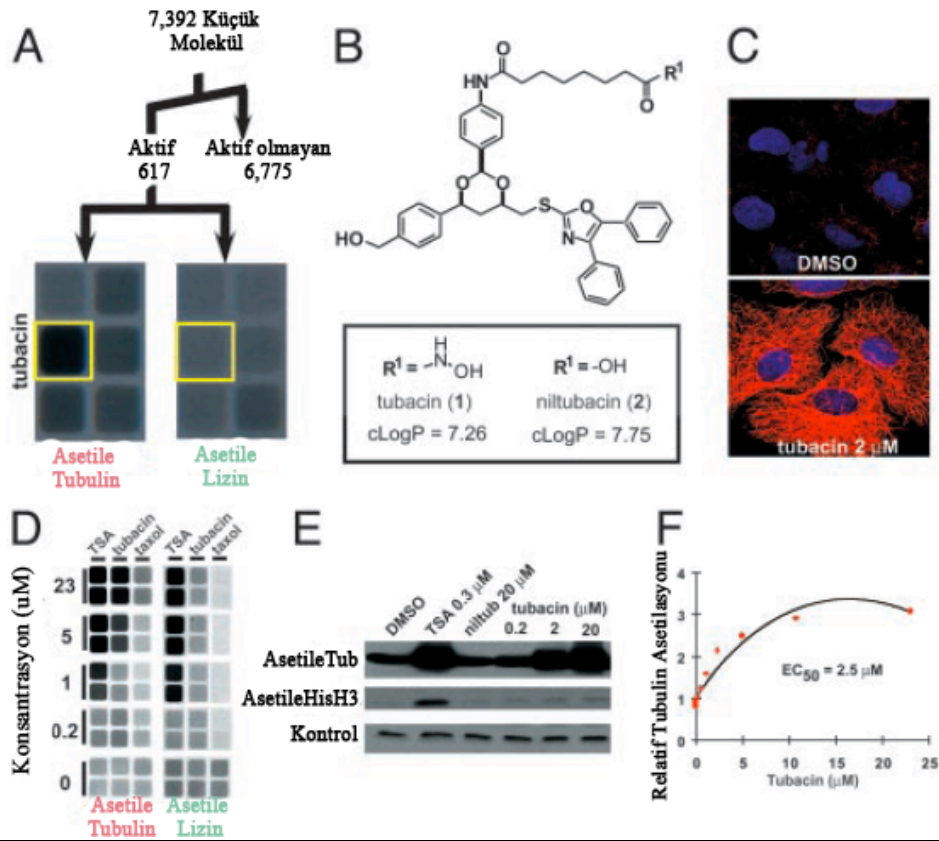 A
7,392 Küçük
Molekül
Aktif
617
Aktif olmayan
6,775
tubacin
Asetile
Tubulin
Asetile
Lizin
B
O
R¹
HN
O
O
O
S
O
N
HO
R¹ = -N
H
OH
tubacin (1)
cLogP = 7.26
R¹ = -OH
niltubacin (2)
cLogP = 7.75
C
DMSO
tubacin 2 µM
D
TSA
tubacin
taxol
TSA
tubacin
taxol
Konsantrasyon (uM)
23
5
1
0.2
0
Asetile
Tubulin
Asetile
Lizin
E
DMSO
TSA 0.3 µM
niltub 20 µM
tubacin (µM)
0.2 2 20
AsetileTub
AsetileHisH3
Kontrol
F
Relatif Tubulin Asetilasyonu
4
3
2
1
0
EC50 = 2.5 µM
0 5 10 15 20 25
Tubacin (µM)